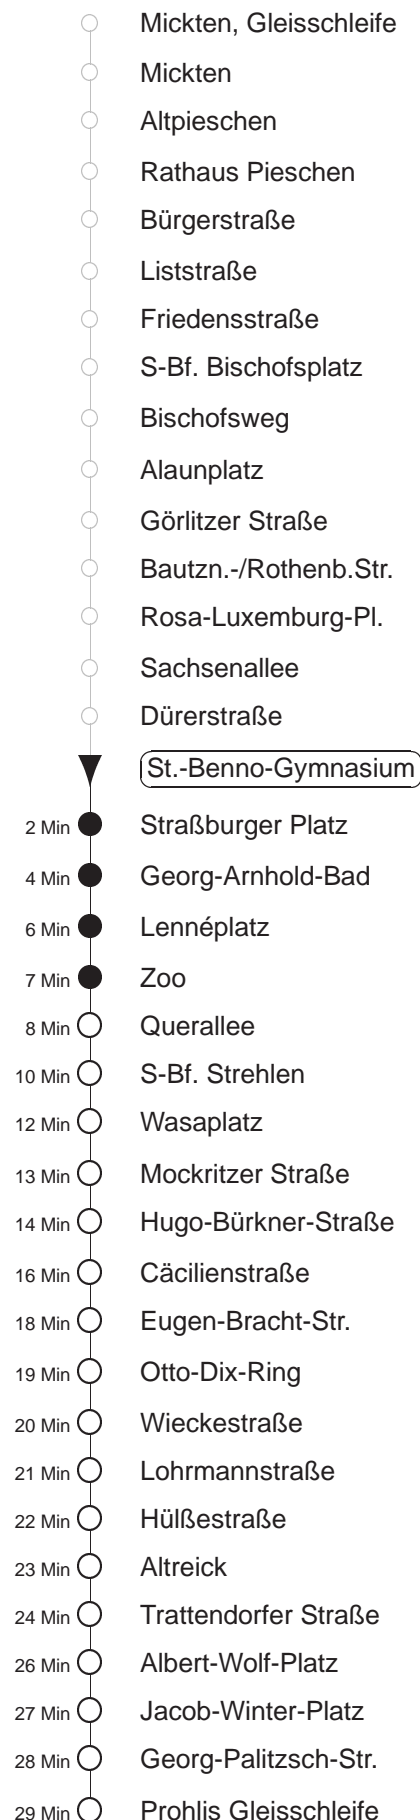 Mickten, Gleisschleife
Mickten
Altpieschen
Rathaus Pieschen
Bürgerstraße
Liststraße
Friedensstraße
S-Bf. Bischofsplatz
Bischofsweg
Alaunplatz
Görlitzer Straße
Bautzn.-/Rothenb.Str.
Rosa-Luxemburg-Pl.
Sachsenallee
Dürerstraße
St.-Benno-Gymnasium
2 Min Straßburger Platz
4 Min Georg-Arnhold-Bad
6 Min Lennéplatz
7 Min Zoo
8 Min Querallee
10 Min S-Bf. Strehlen
12 Min Wasaplatz
13 Min Mockritzer Straße
14 Min Hugo-Bürkner-Straße
16 Min Cäcilienstraße
18 Min Eugen-Bracht-Str.
19 Min Otto-Dix-Ring
20 Min Wieckestraße
21 Min Lohrmannstraße
22 Min Hülßestraße
23 Min Altreick
24 Min Trattendorfer Straße
26 Min Albert-Wolf-Platz
27 Min Jacob-Winter-Platz
28 Min Georg-Palitzsch-Str.
29 Min Prohlis Gleisschleife